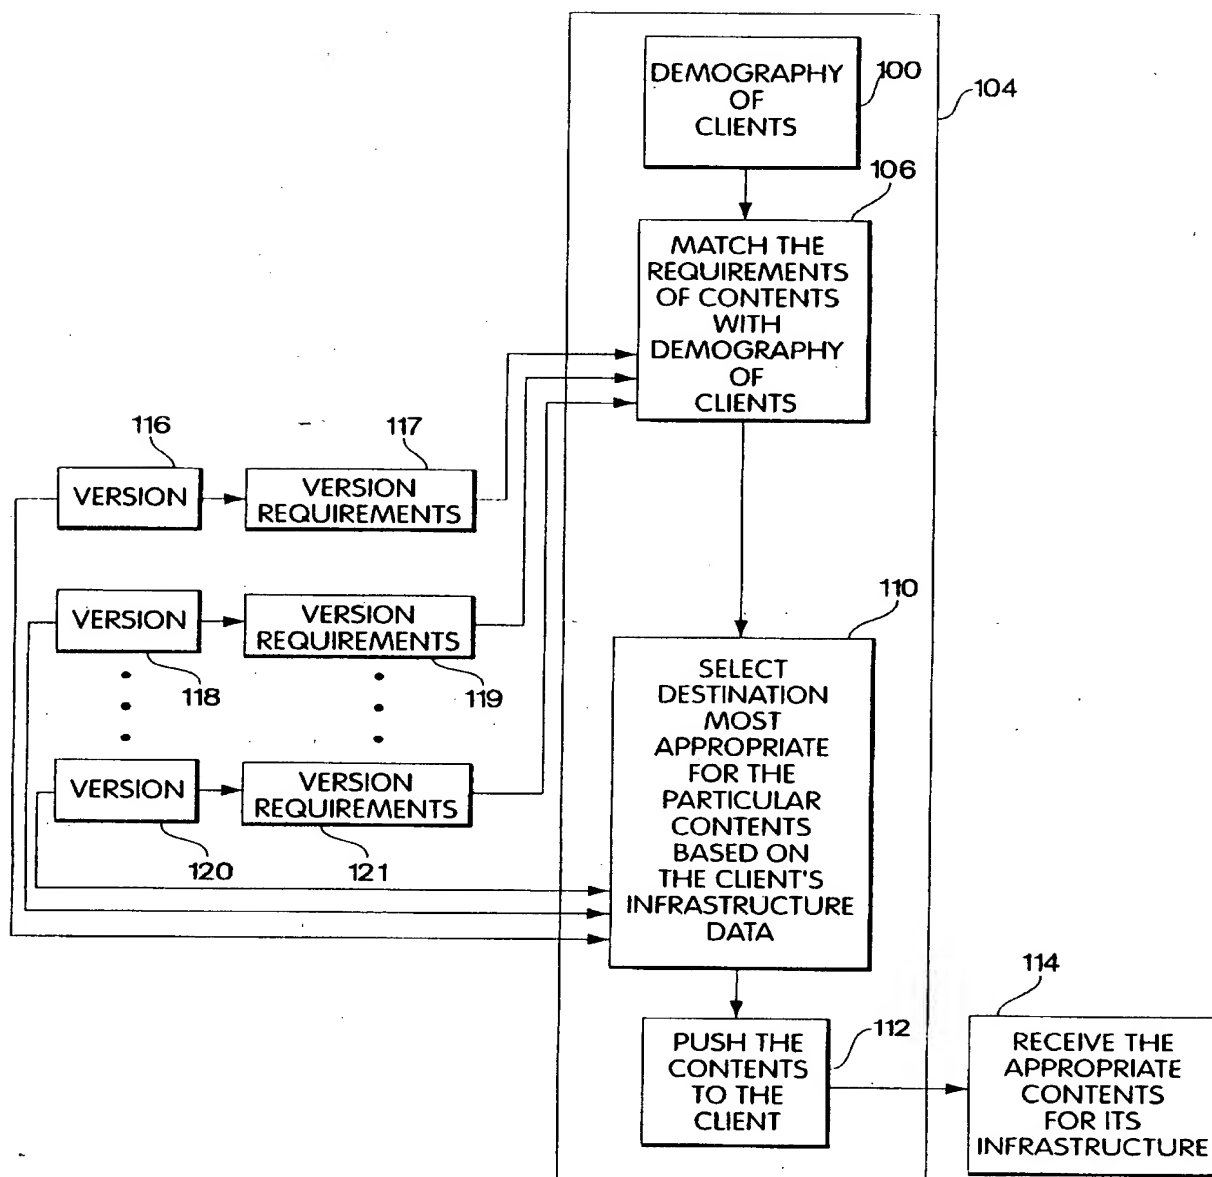 DEMOGRAPHY
OF
CLIENTS
100
104
106
MATCH THE
REQUIREMENTS
OF CONTENTS
WITH
DEMOGRAPHY
OF
CLIENTS
116
117
VERSION
VERSION
REQUIREMENTS
VERSION
VERSION
REQUIREMENTS
118
119
110
SELECT
DESTINATION
MOST
APPROPRIATE
FOR THE
PARTICULAR
CONTENTS
BASED ON
THE CLIENT'S
INFRASTRUCTURE
DATA
VERSION
VERSION
REQUIREMENTS
120
121
112
PUSH THE
CONTENTS
TO THE
CLIENT
114
RECEIVE THE
APPROPRIATE
CONTENTS
FOR ITS
INFRASTRUCTURE